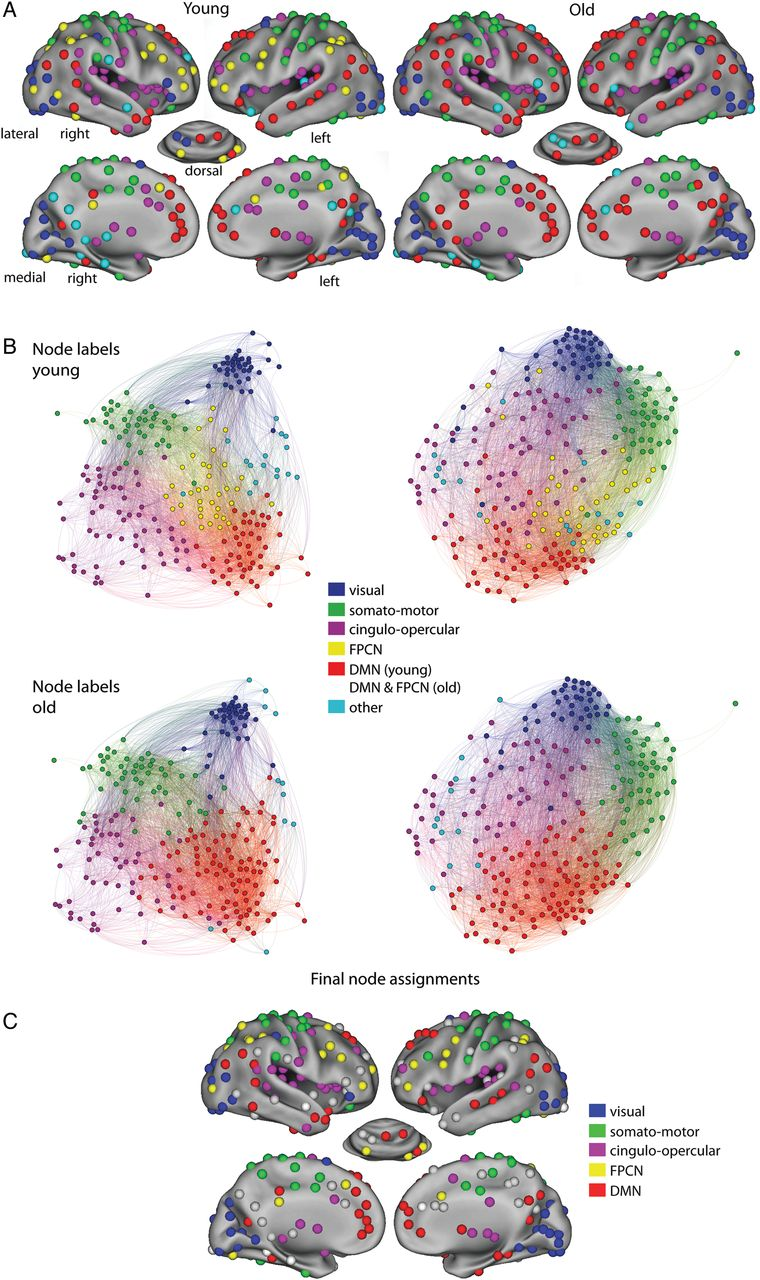 A
Young
Old
lateral right
left
dorsal
medial right
left
B
Node labels
young
visual
somato-motor
cingulo-opercular
FPCN
DMN (young)
DMN & FPCN (old)
other
Node labels
old
Final node assignments
C
visual
somato-motor
cingulo-opercular
FPCN
DMN